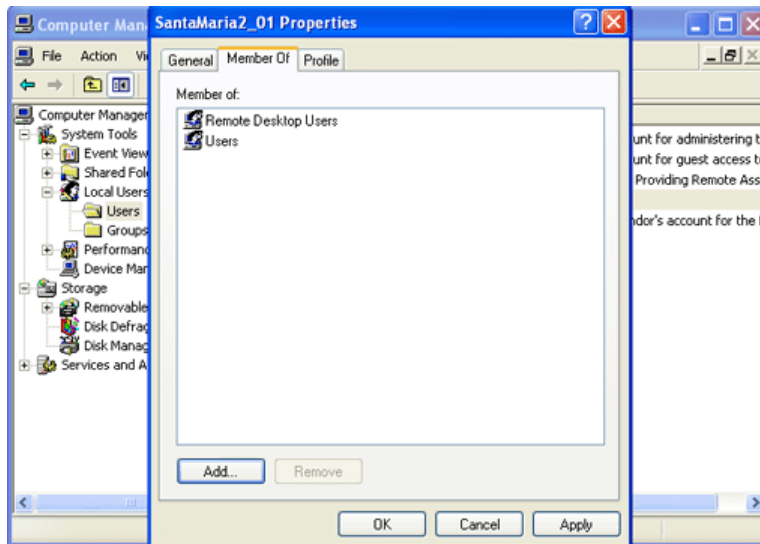 Computer Man
SantaMaria2_01 Properties
File Action Vi
General Member Of Profile
Member of:
Remote Desktop Users
Users
Computer Manager
System Tools
Event View
Shared Fol
Local Users
Users
Groups
Performanc
Device Mar
Storage
Removable
Disk Defrag
Disk Manag
Services and A
unt for administering t
unt for guest access t
Providing Remote Ass
ndor's account for the
Add... Remove
OK Cancel Apply